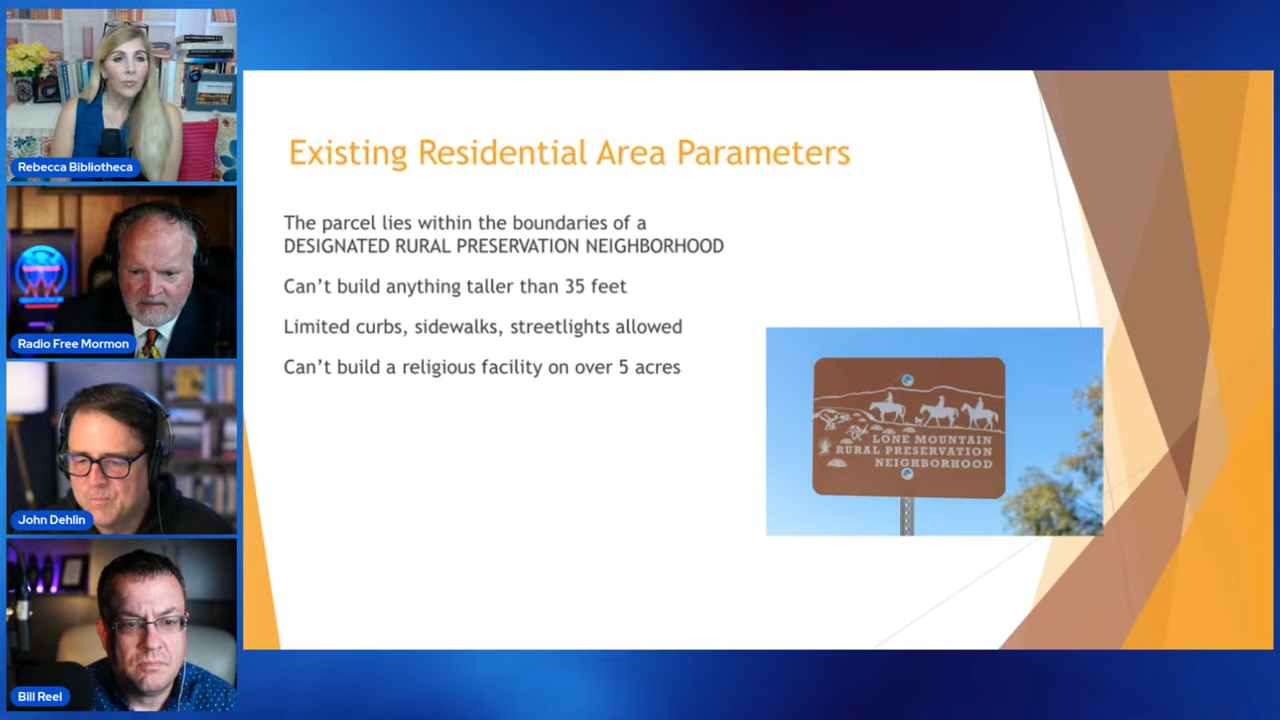 Rebecca Bibliotheca
Radio Free Mormon
John Dehlin
Bill Reel
Existing Residential Area Parameters
The parcel lies within the boundaries of a
DESIGNATED RURAL PRESERVATION NEIGHBORHOOD
Can't build anything taller than 35 feet
Limited curbs, sidewalks, streetlights allowed
Can't build a religious facility on over 5 acres
LONE MOUNTAIN
RURAL PRESERVATION
NEIGHBORHOOD